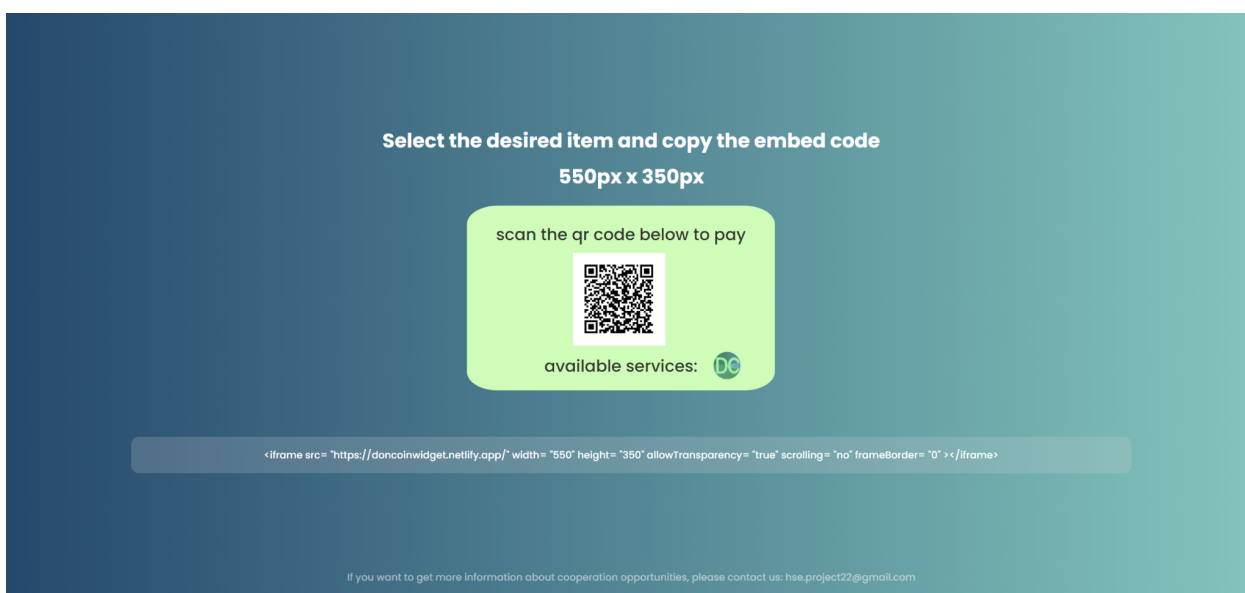 Select the desired item and copy the embed code
550px x 350px
scan the qr code below to pay
available services: DC
<iframe src= "https://doncoinwidget.netlify.app/" width= "550" height= "350" allowTransparency= "true" scrolling= "no" frameBorder= "0" ></iframe>
If you want to get more information about cooperation opportunities, please contact us: hse.project22@gmail.com